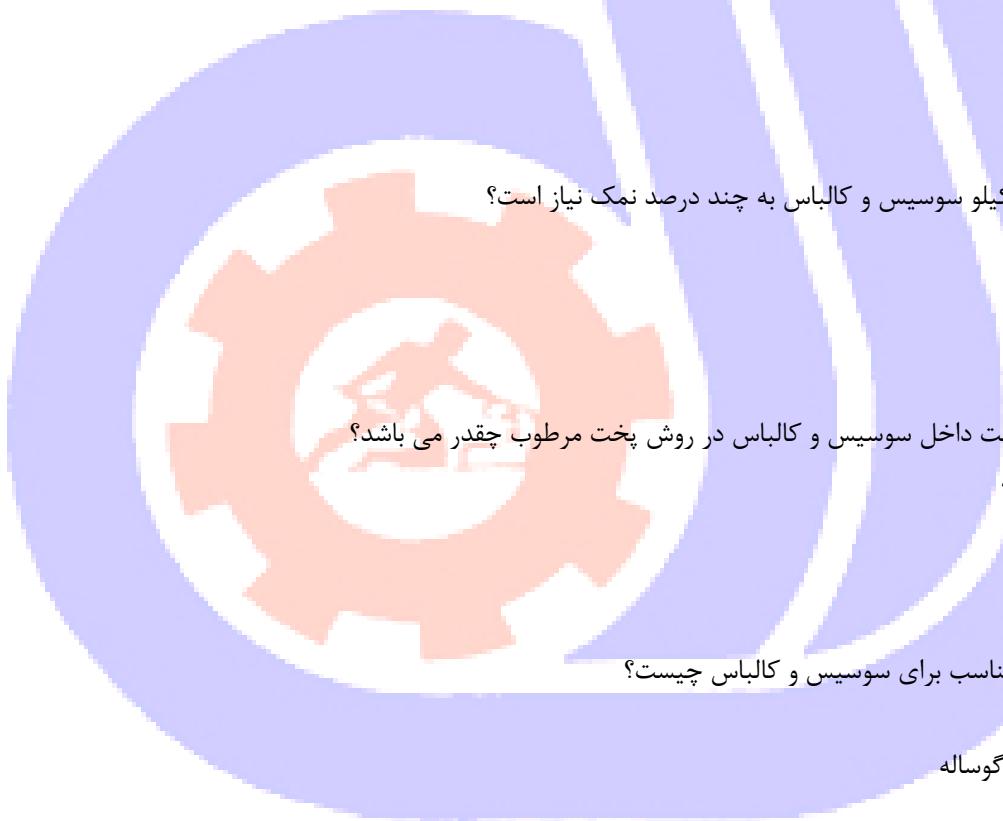 کیلو سوسیس و کالباس به چند درصد نمک نیاز است؟
داخل سوسیس و کالباس در روش پخت مرطوب چقدر می باشد؟
برای سوسیس و کالباس چیست؟
گوساله